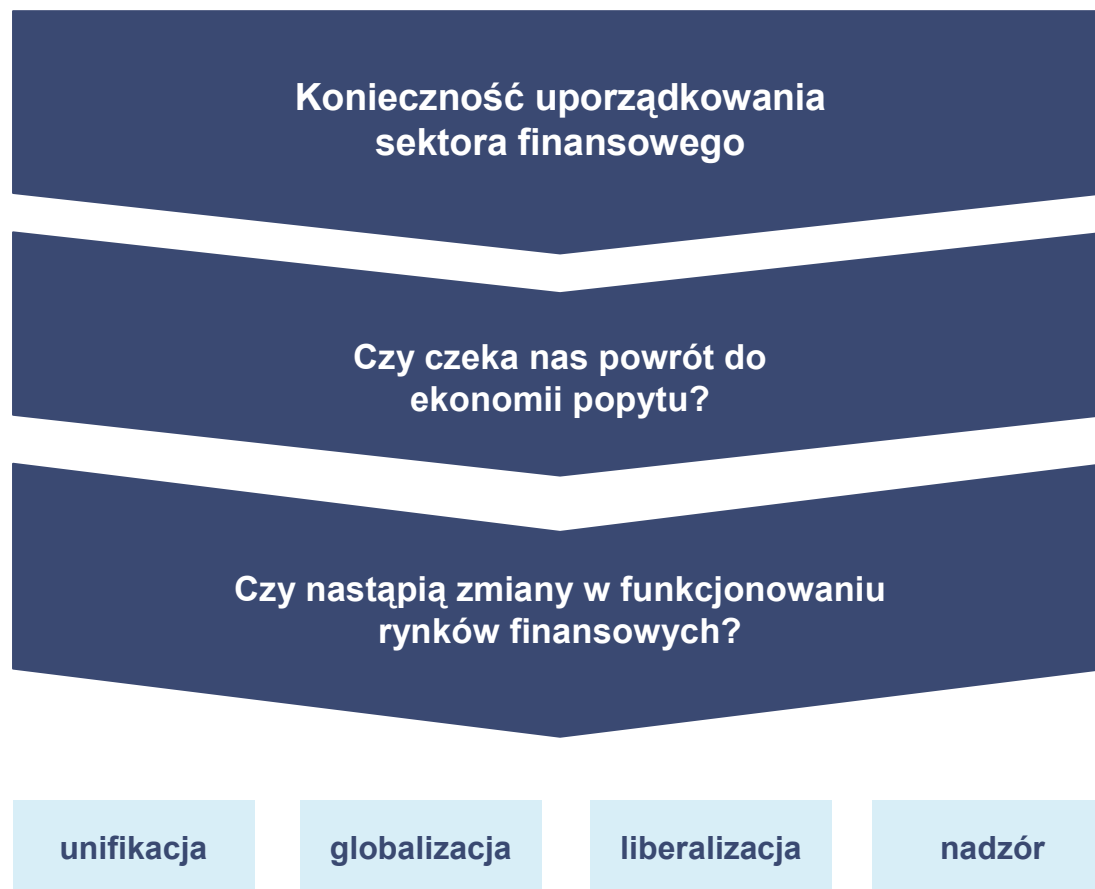 Konieczność uporządkowania
sektora finansowego
Czy czeka nas powrót do
ekonomii popytu?
Czy nastąpią zmiany w funkcjonowaniu
rynków finansowych?
unifikacja
globalizacja
liberalizacja
nadzór